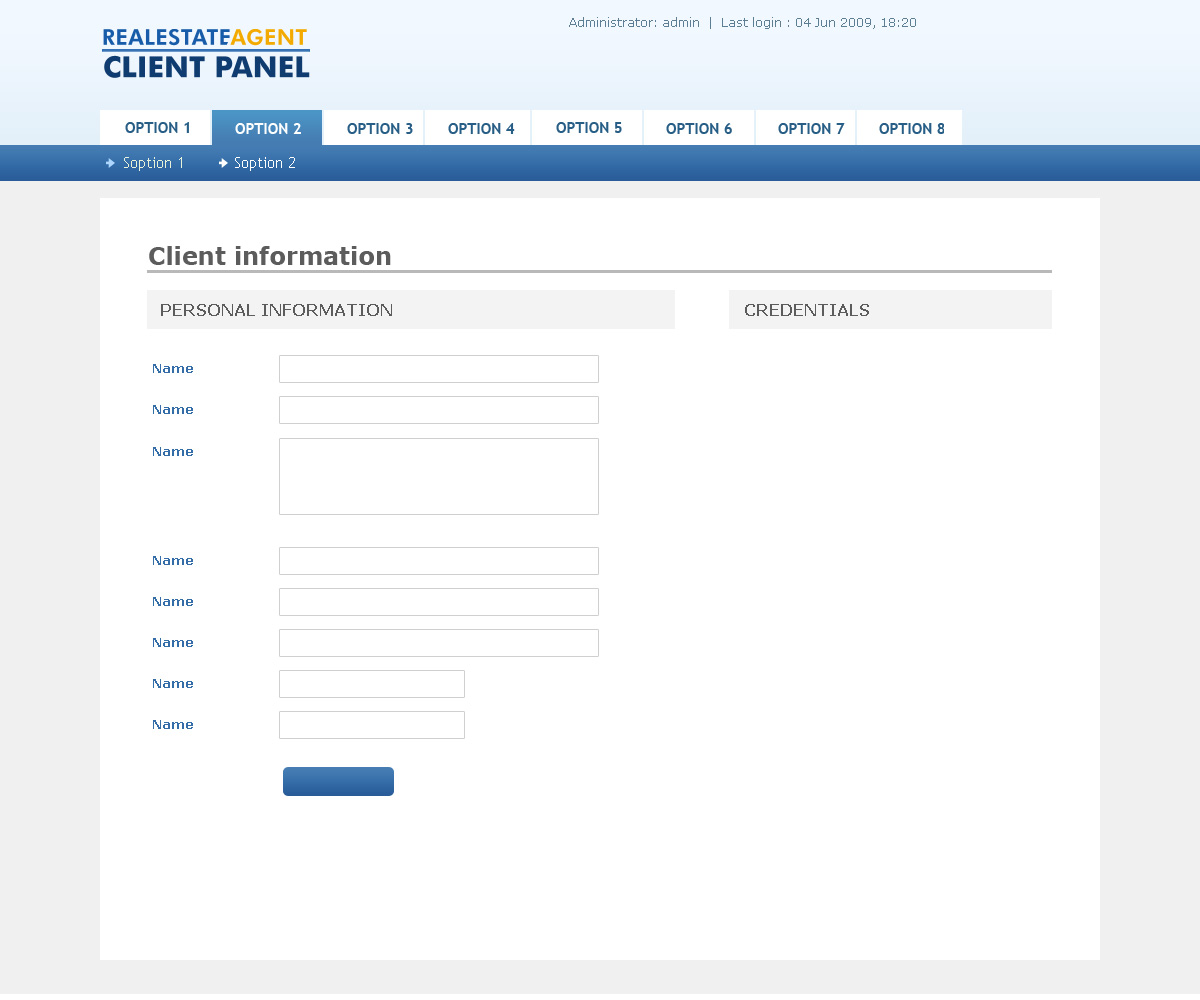 Administrator: admin | Last login : 04 Jun 2009, 18:20
REALESTATEAGENT
CLIENT PANEL
OPTION 1 OPTION 2 OPTION 3 OPTION 4 OPTION 5 OPTION 6 OPTION 7 OPTION 8
Soption 1 Soption 2
Client information
PERSONAL INFORMATION CREDENTIALS
Name
Name
Name
Name
Name
Name
Name
Name